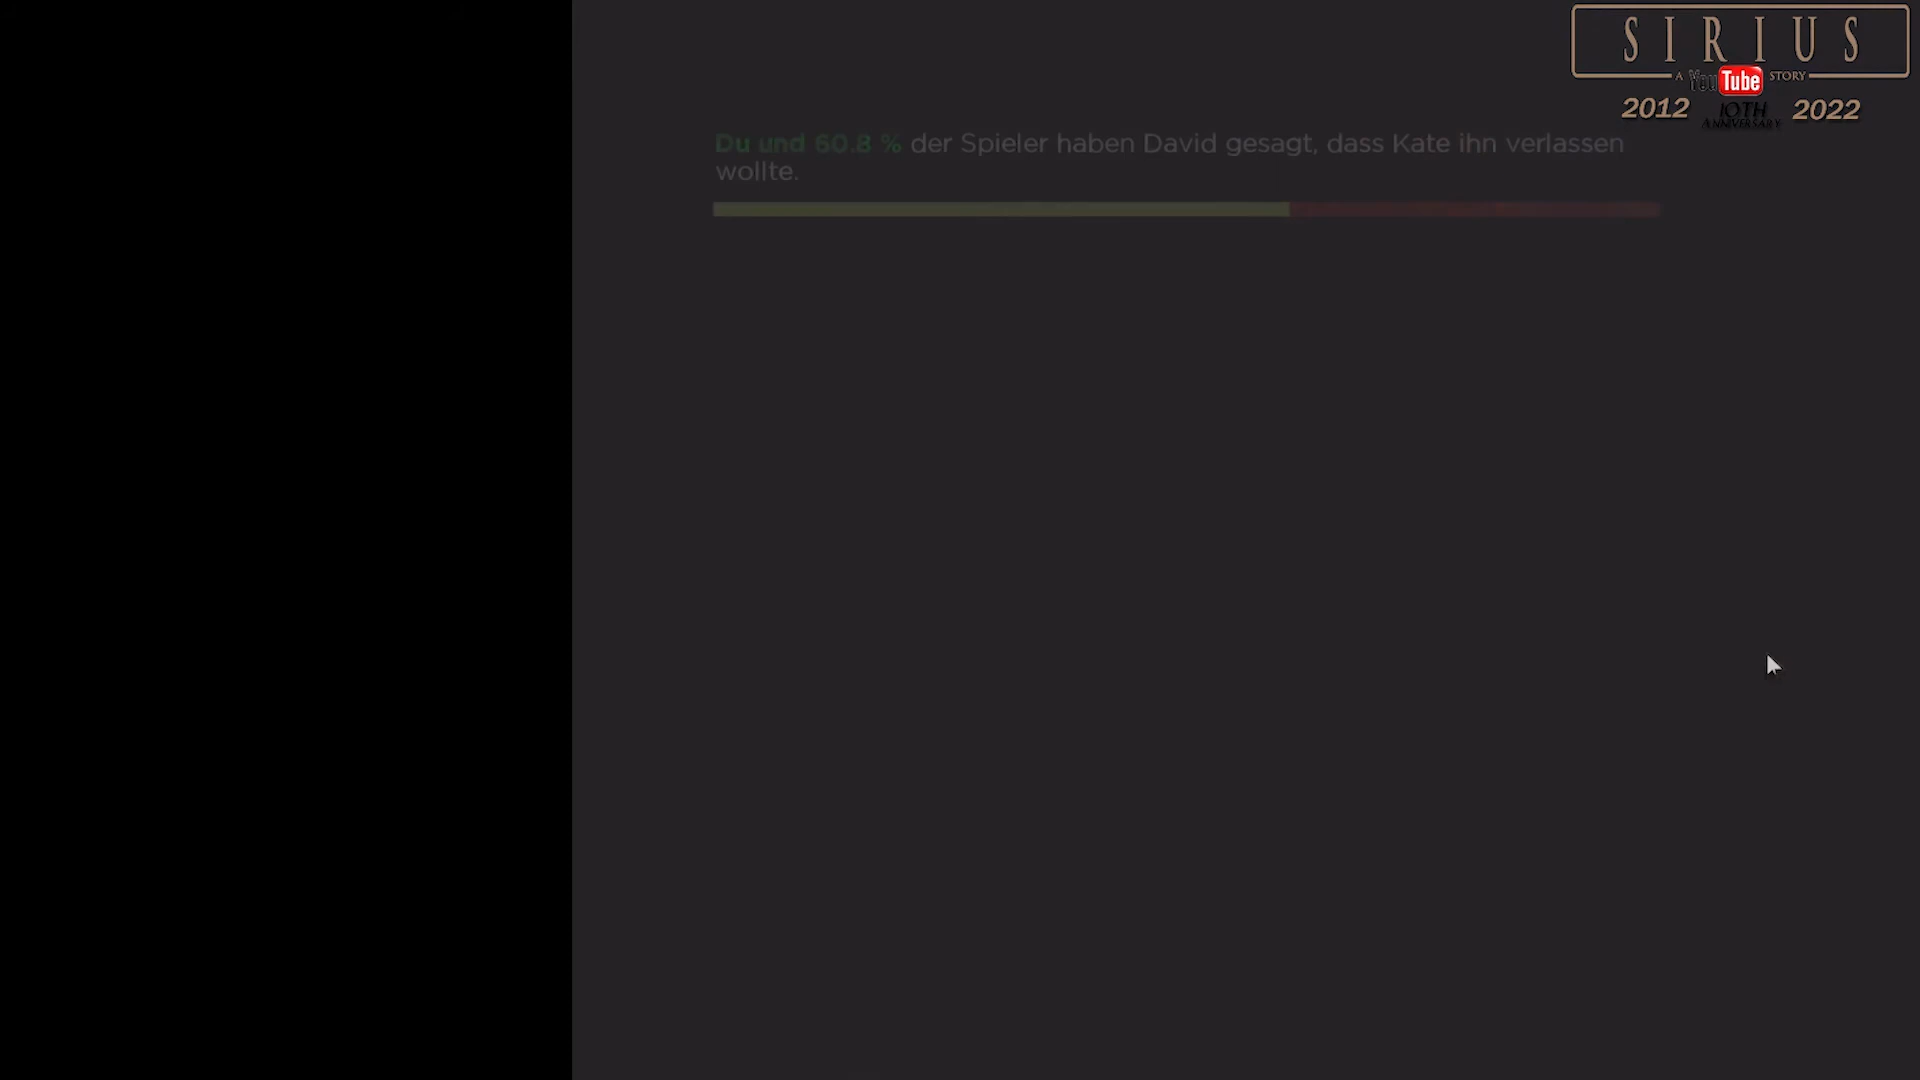 SIRIUS
A YouTube STORY
2012 10TH 2022
ANNIVERSARY
Du und 60.8 % der Spieler haben David gesagt, dass Kate ihn verlassen
wollte.